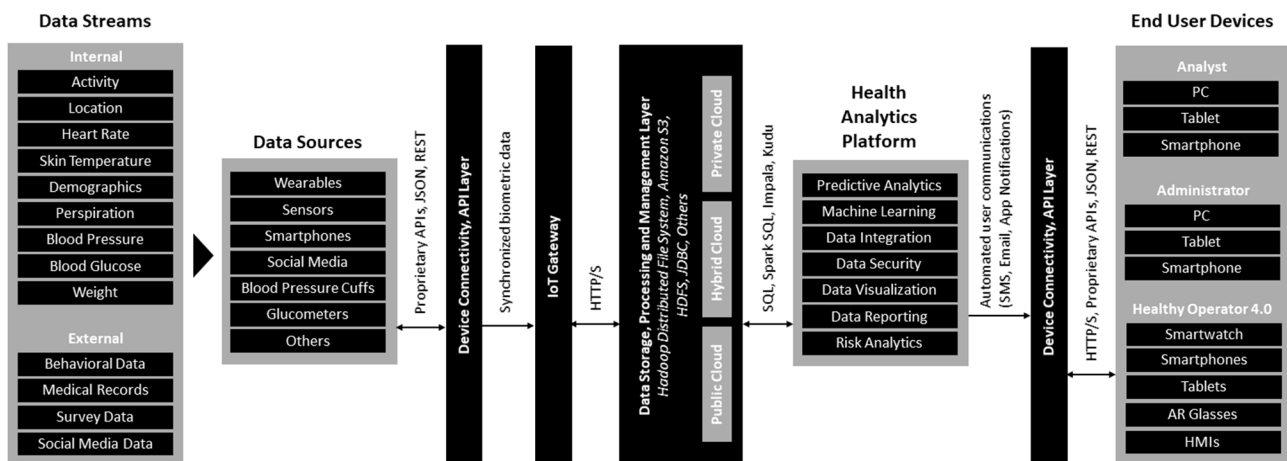 Data Streams
Internal
Activity
Location
Heart Rate
Skin Temperature
Demographics
Perspiration
Blood Pressure
Blood Glucose
Weight
External
Behavioral Data
Medical Records
Survey Data
Social Media Data
Data Sources
Wearables
Sensors
Smartphones
Social Media
Blood Pressure Cuffs
Glucometers
Others
Proprietary APIs, JSON, REST
Device Connectivity, API Layer
Synchronized biometric data
IoT Gateway
HTTP/S
Data Storage, Processing and Management Layer
Hadoop Distributed File System, Amazon S3,
HDFS, JDBC, Others
Private Cloud
Hybrid Cloud
Public Cloud
SQL, Spark SQL, Impala, Kudu
Health
Analytics
Platform
Predictive Analytics
Machine Learning
Data Integration
Data Security
Data Visualization
Data Reporting
Risk Analytics
Automated user communications
(SMS, Email, App Notifications)
Device Connectivity, API Layer
HTTP/S, Proprietary APIs, JSON, REST
End User Devices
Analyst
PC
Tablet
Smartphone
Administrator
PC
Tablet
Smartphone
Healthy Operator 4.0
Smartwatch
Smartphones
Tablets
AR Glasses
HMIs